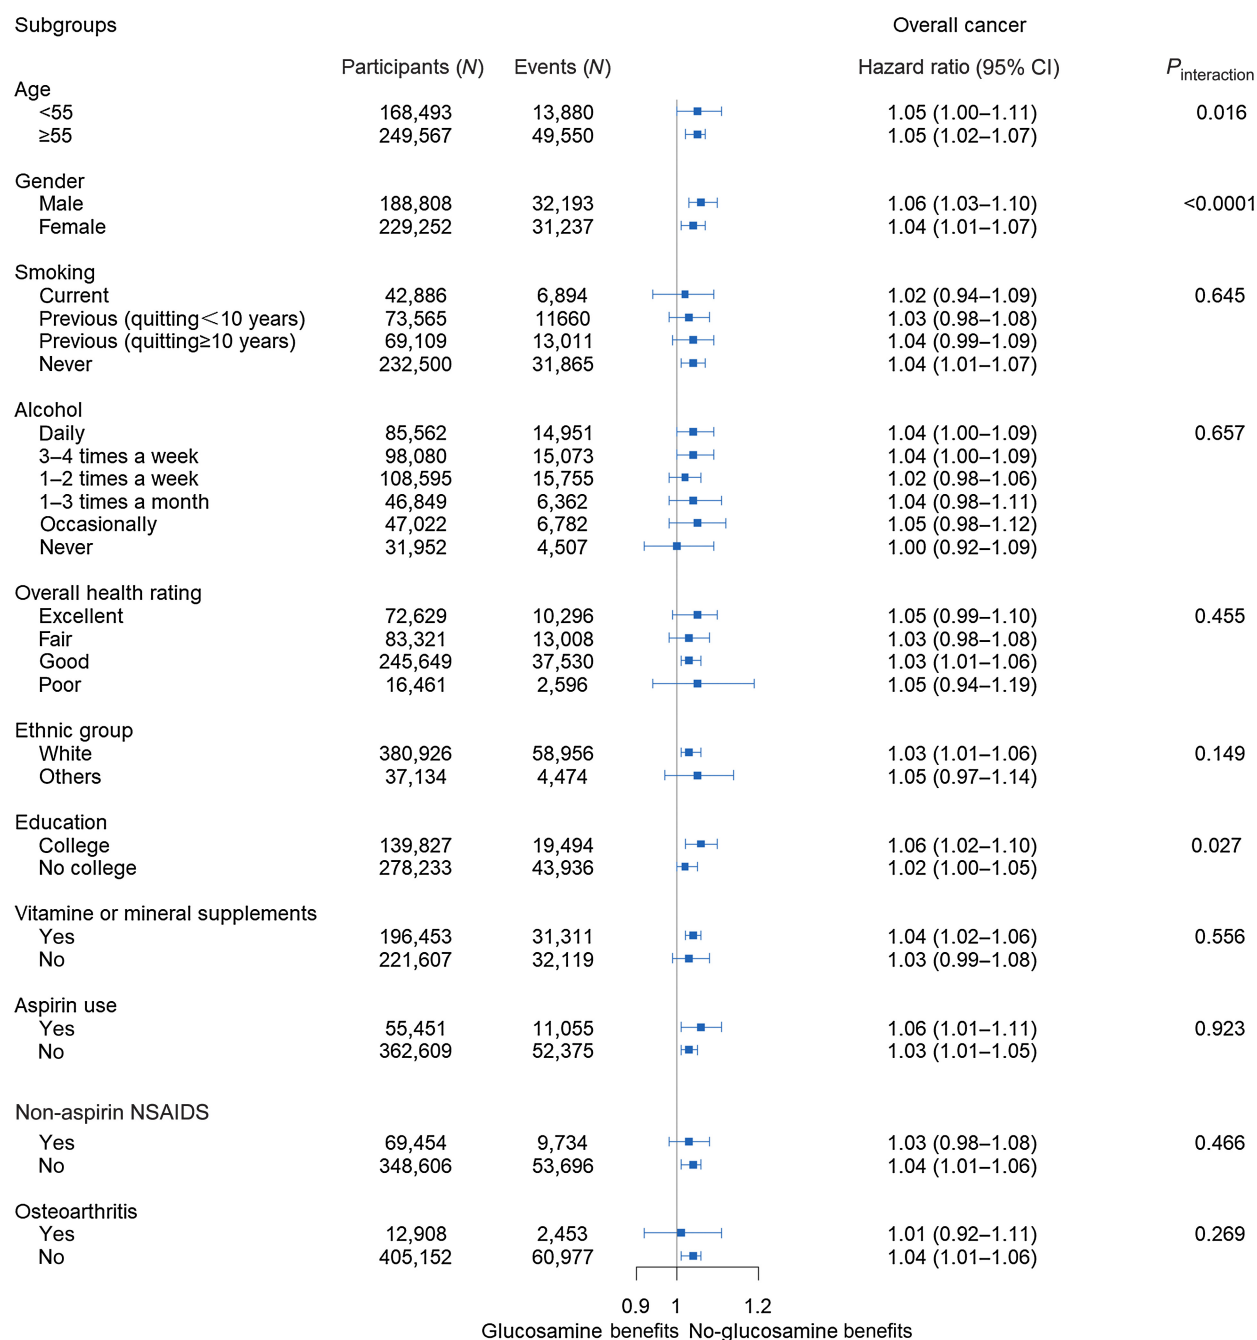 Subgroups Overall cancer
Participants (N) Events (N) Hazard ratio (95% CI) Pinteraction
Age
<55 168,493 13,880 1.05 (1.00–1.11) 0.016
≥55 249,567 49,550 1.05 (1.02–1.07)
Gender
Male 188,808 32,193 1.06 (1.03–1.10) <0.0001
Female 229,252 31,237 1.04 (1.01–1.07)
Smoking
Current 42,886 6,894 1.02 (0.94–1.09) 0.645
Previous (quitting<10 years) 73,565 11660 1.03 (0.98–1.08)
Previous (quitting≥10 years) 69,109 13,011 1.04 (0.99–1.09)
Never 232,500 31,865 1.04 (1.01–1.07)
Alcohol
Daily 85,562 14,951 1.04 (1.00–1.09) 0.657
3–4 times a week 98,080 15,073 1.04 (1.00–1.09)
1–2 times a week 108,595 15,755 1.02 (0.98–1.06)
1–3 times a month 46,849 6,362 1.04 (0.98–1.11)
Occasionally 47,022 6,782 1.05 (0.98–1.12)
Never 31,952 4,507 1.00 (0.92–1.09)
Overall health rating
Excellent 72,629 10,296 1.05 (0.99–1.10) 0.455
Fair 83,321 13,008 1.03 (0.98–1.08)
Good 245,649 37,530 1.03 (1.01–1.06)
Poor 16,461 2,596 1.05 (0.94–1.19)
Ethnic group
White 380,926 58,956 1.03 (1.01–1.06) 0.149
Others 37,134 4,474 1.05 (0.97–1.14)
Education
College 139,827 19,494 1.06 (1.02–1.10) 0.027
No college 278,233 43,936 1.02 (1.00–1.05)
Vitamine or mineral supplements
Yes 196,453 31,311 1.04 (1.02–1.06) 0.556
No 221,607 32,119 1.03 (0.99–1.08)
Aspirin use
Yes 55,451 11,055 1.06 (1.01–1.11) 0.923
No 362,609 52,375 1.03 (1.01–1.05)
Non-aspirin NSAIDS
Yes 69,454 9,734 1.03 (0.98–1.08) 0.466
No 348,606 53,696 1.04 (1.01–1.06)
Osteoarthritis
Yes 12,908 2,453 1.01 (0.92–1.11) 0.269
No 405,152 60,977 1.04 (1.01–1.06)
0.9 1 1.2
Glucosamine benefits No-glucosamine benefits